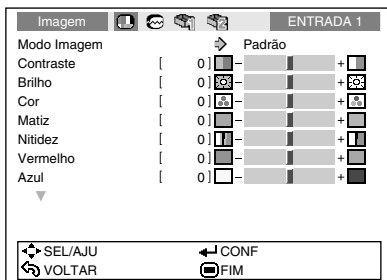 Imagem ENTRADA 1
Modo Imagem Padrão
Contraste [ 0 ] - +
Brilho [ 0 ] - +
Cor [ 0 ] - +
Matiz [ 0 ] - +
Nitidez [ 0 ] - +
Vermelho [ 0 ] - +
Azul [ 0 ] - +
SEL/AJU CONF
VOLTAR FIM